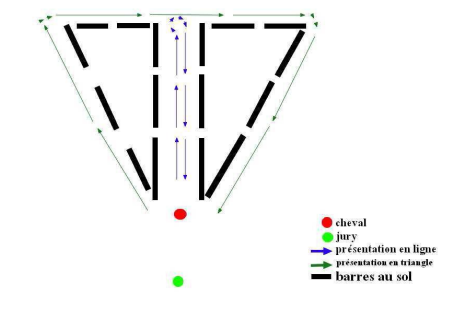 cheval
jury
présentation en ligne
présentation en triangle
barres au sol